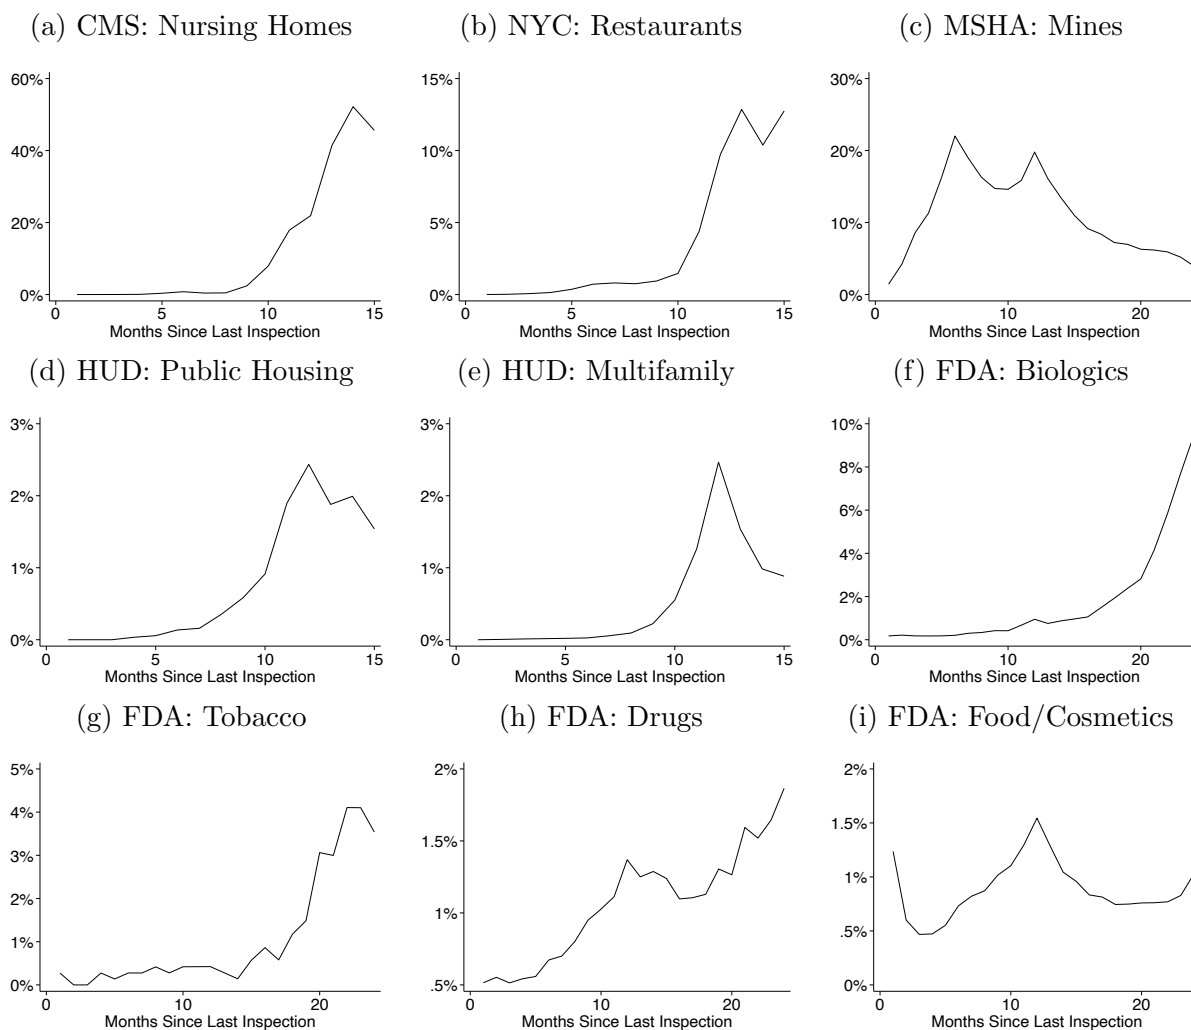 (a) CMS: Nursing Homes
60%
40%
20%
0%
0 5 10 15
Months Since Last Inspection
(b) NYC: Restaurants
15%
10%
5%
0%
0 5 10 15
Months Since Last Inspection
(c) MSHA: Mines
30%
20%
10%
0%
0 10 20
Months Since Last Inspection
(d) HUD: Public Housing
3%
2%
1%
0%
0 5 10 15
Months Since Last Inspection
(e) HUD: Multifamily
3%
2%
1%
0%
0 5 10 15
Months Since Last Inspection
(f) FDA: Biologics
10%
8%
6%
4%
2%
0%
0 10 20
Months Since Last Inspection
(g) FDA: Tobacco
5%
4%
3%
2%
1%
0%
0 10 20
Months Since Last Inspection
(h) FDA: Drugs
2%
1.5%
1%
.5%
0 10 20
Months Since Last Inspection
(i) FDA: Food/Cosmetics
2%
1.5%
1%
.5%
0%
0 10 20
Months Since Last Inspection